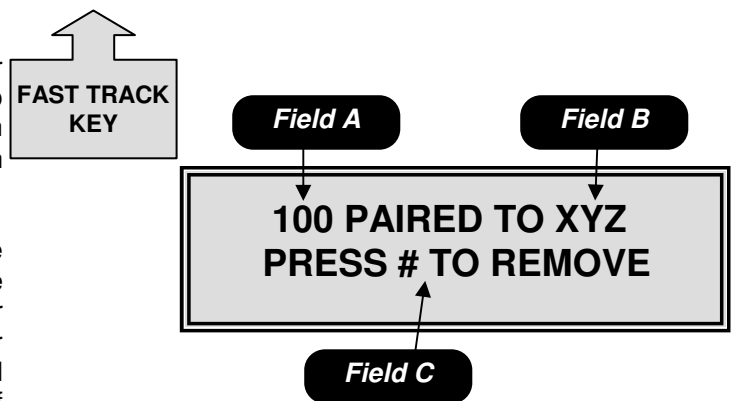 FAST TRACK
KEY
Field A
Field B
100 PAIRED TO XYZ
PRESS # TO REMOVE
Field C